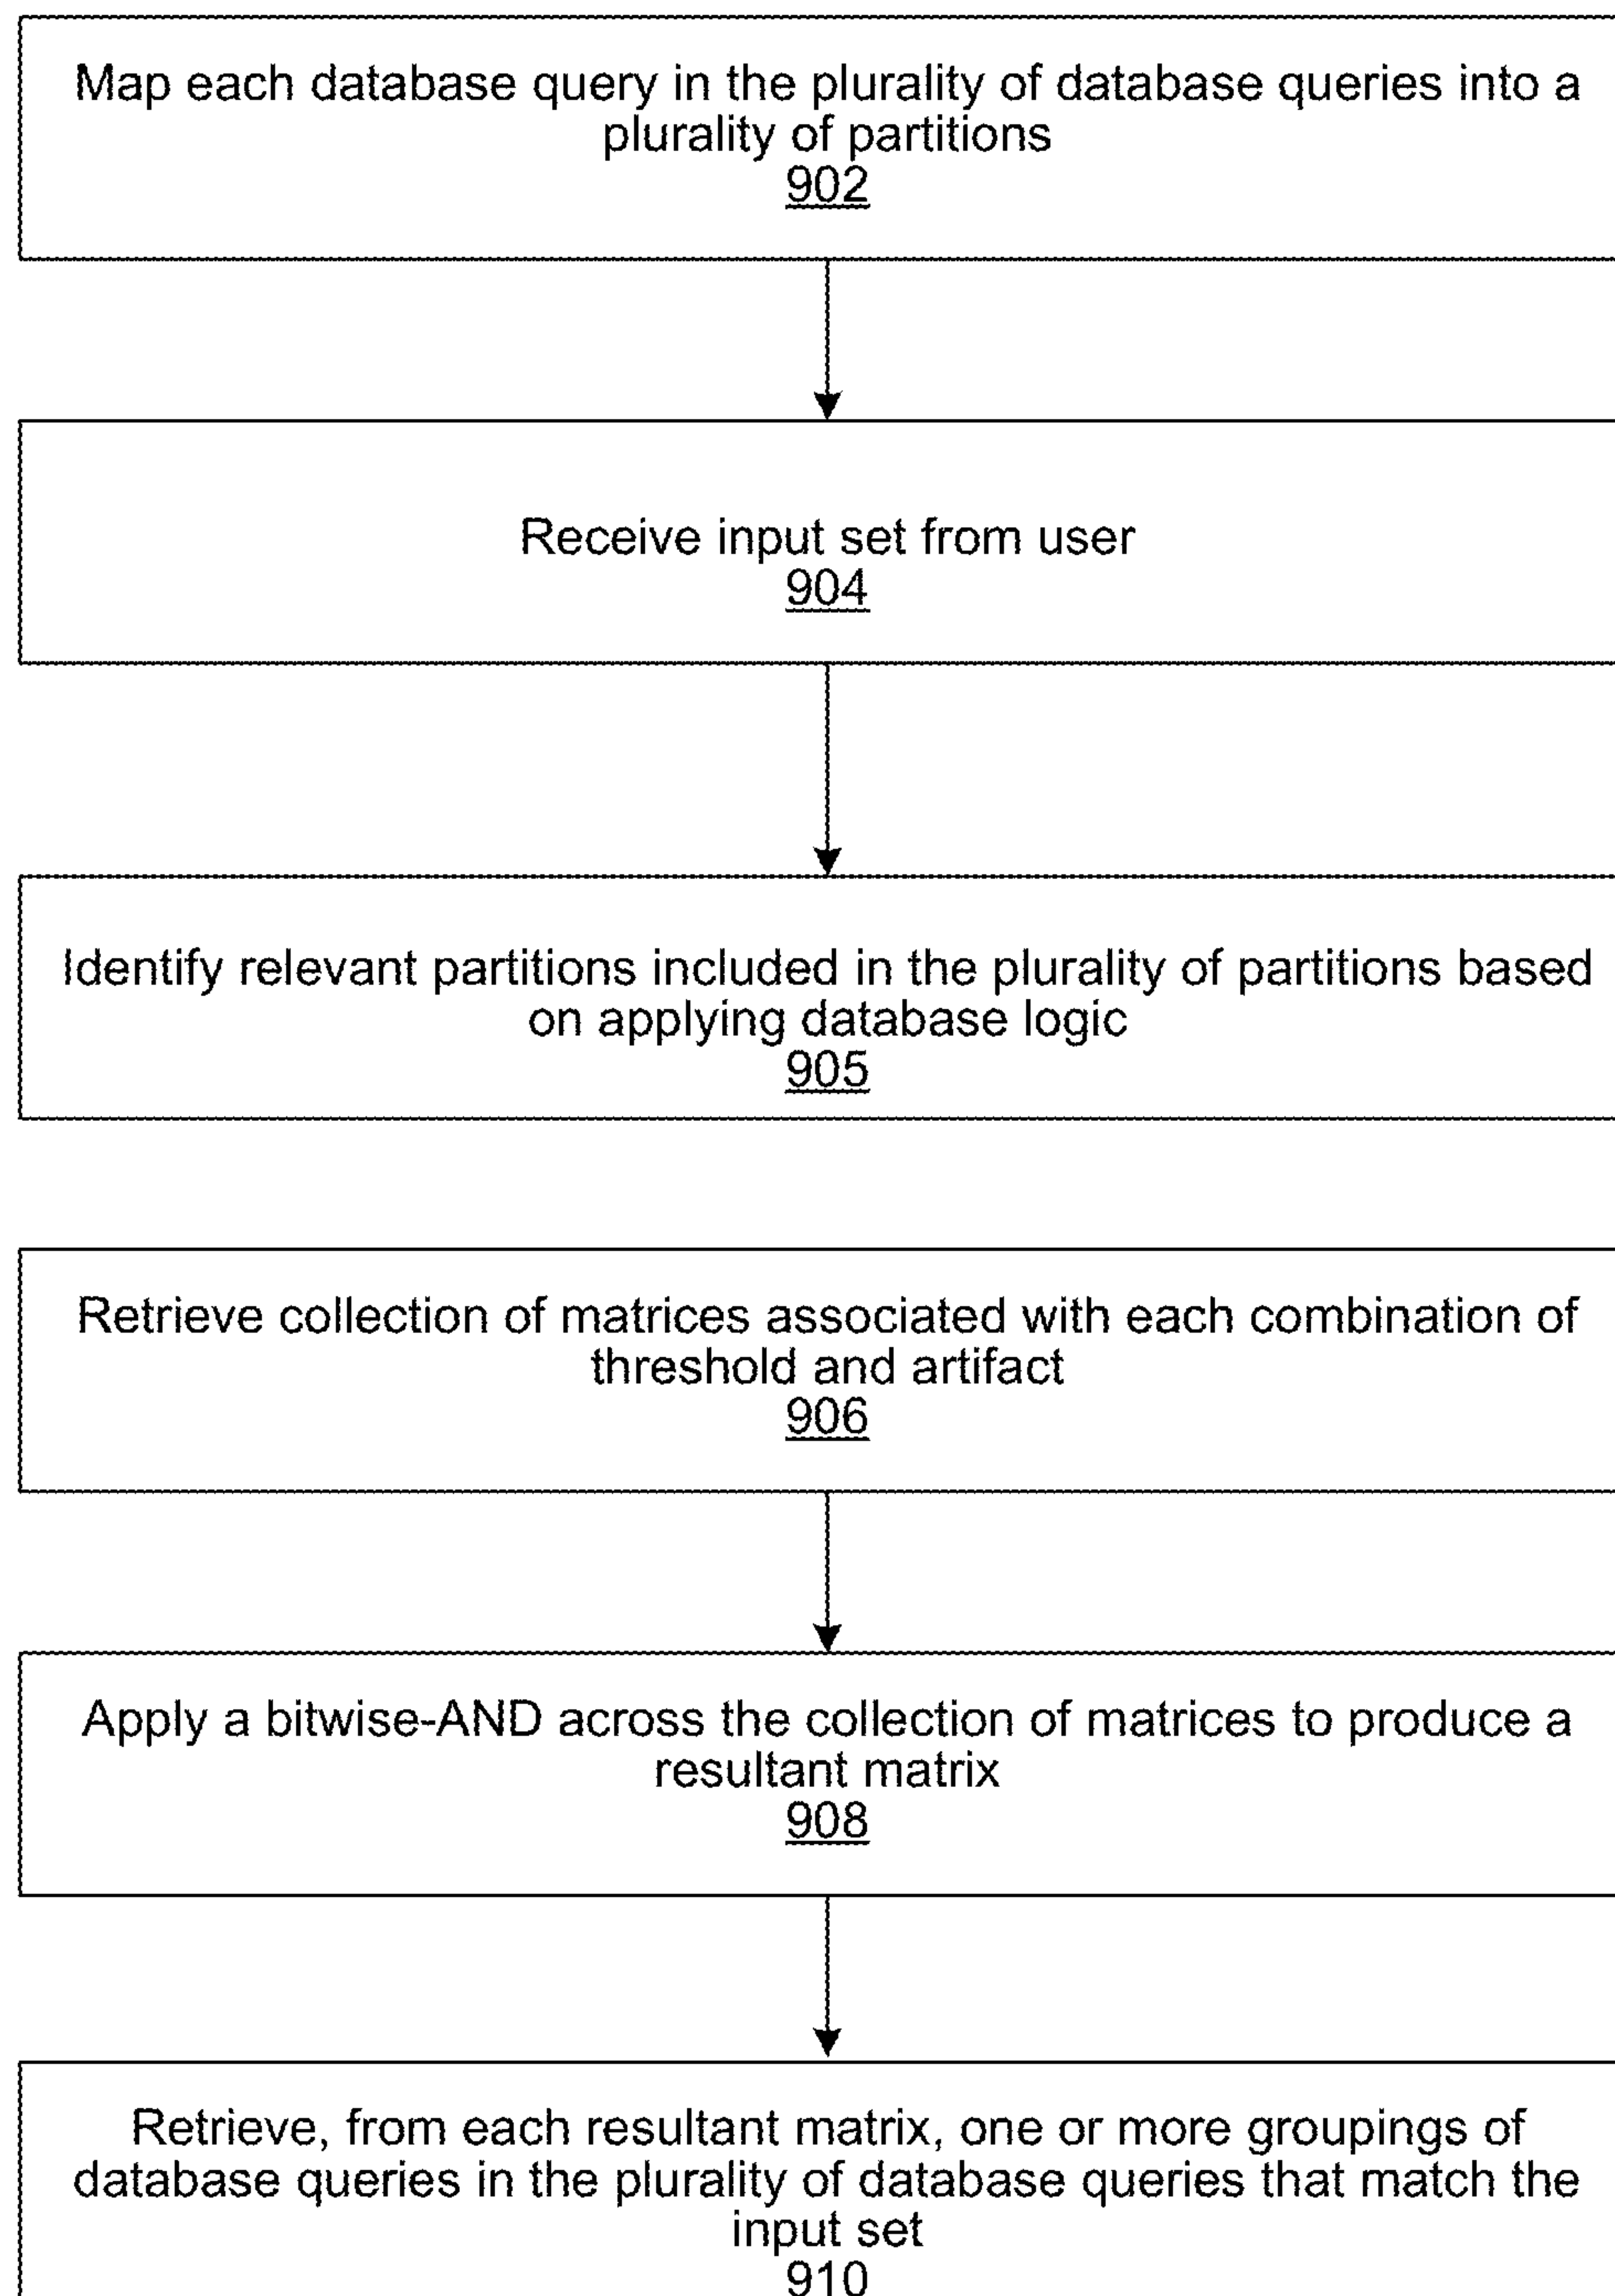 Map each database query in the plurality of database queries into a
plurality of partitions
902
Receive input set from user
904
Identify relevant partitions included in the plurality of partitions based
on applying database logic
905
Retrieve collection of matrices associated with each combination of
threshold and artifact
906
Apply a bitwise-AND across the collection of matrices to produce a
resultant matrix
908
Retrieve, from each resultant matrix, one or more groupings of
database queries in the plurality of database queries that match the
input set
910